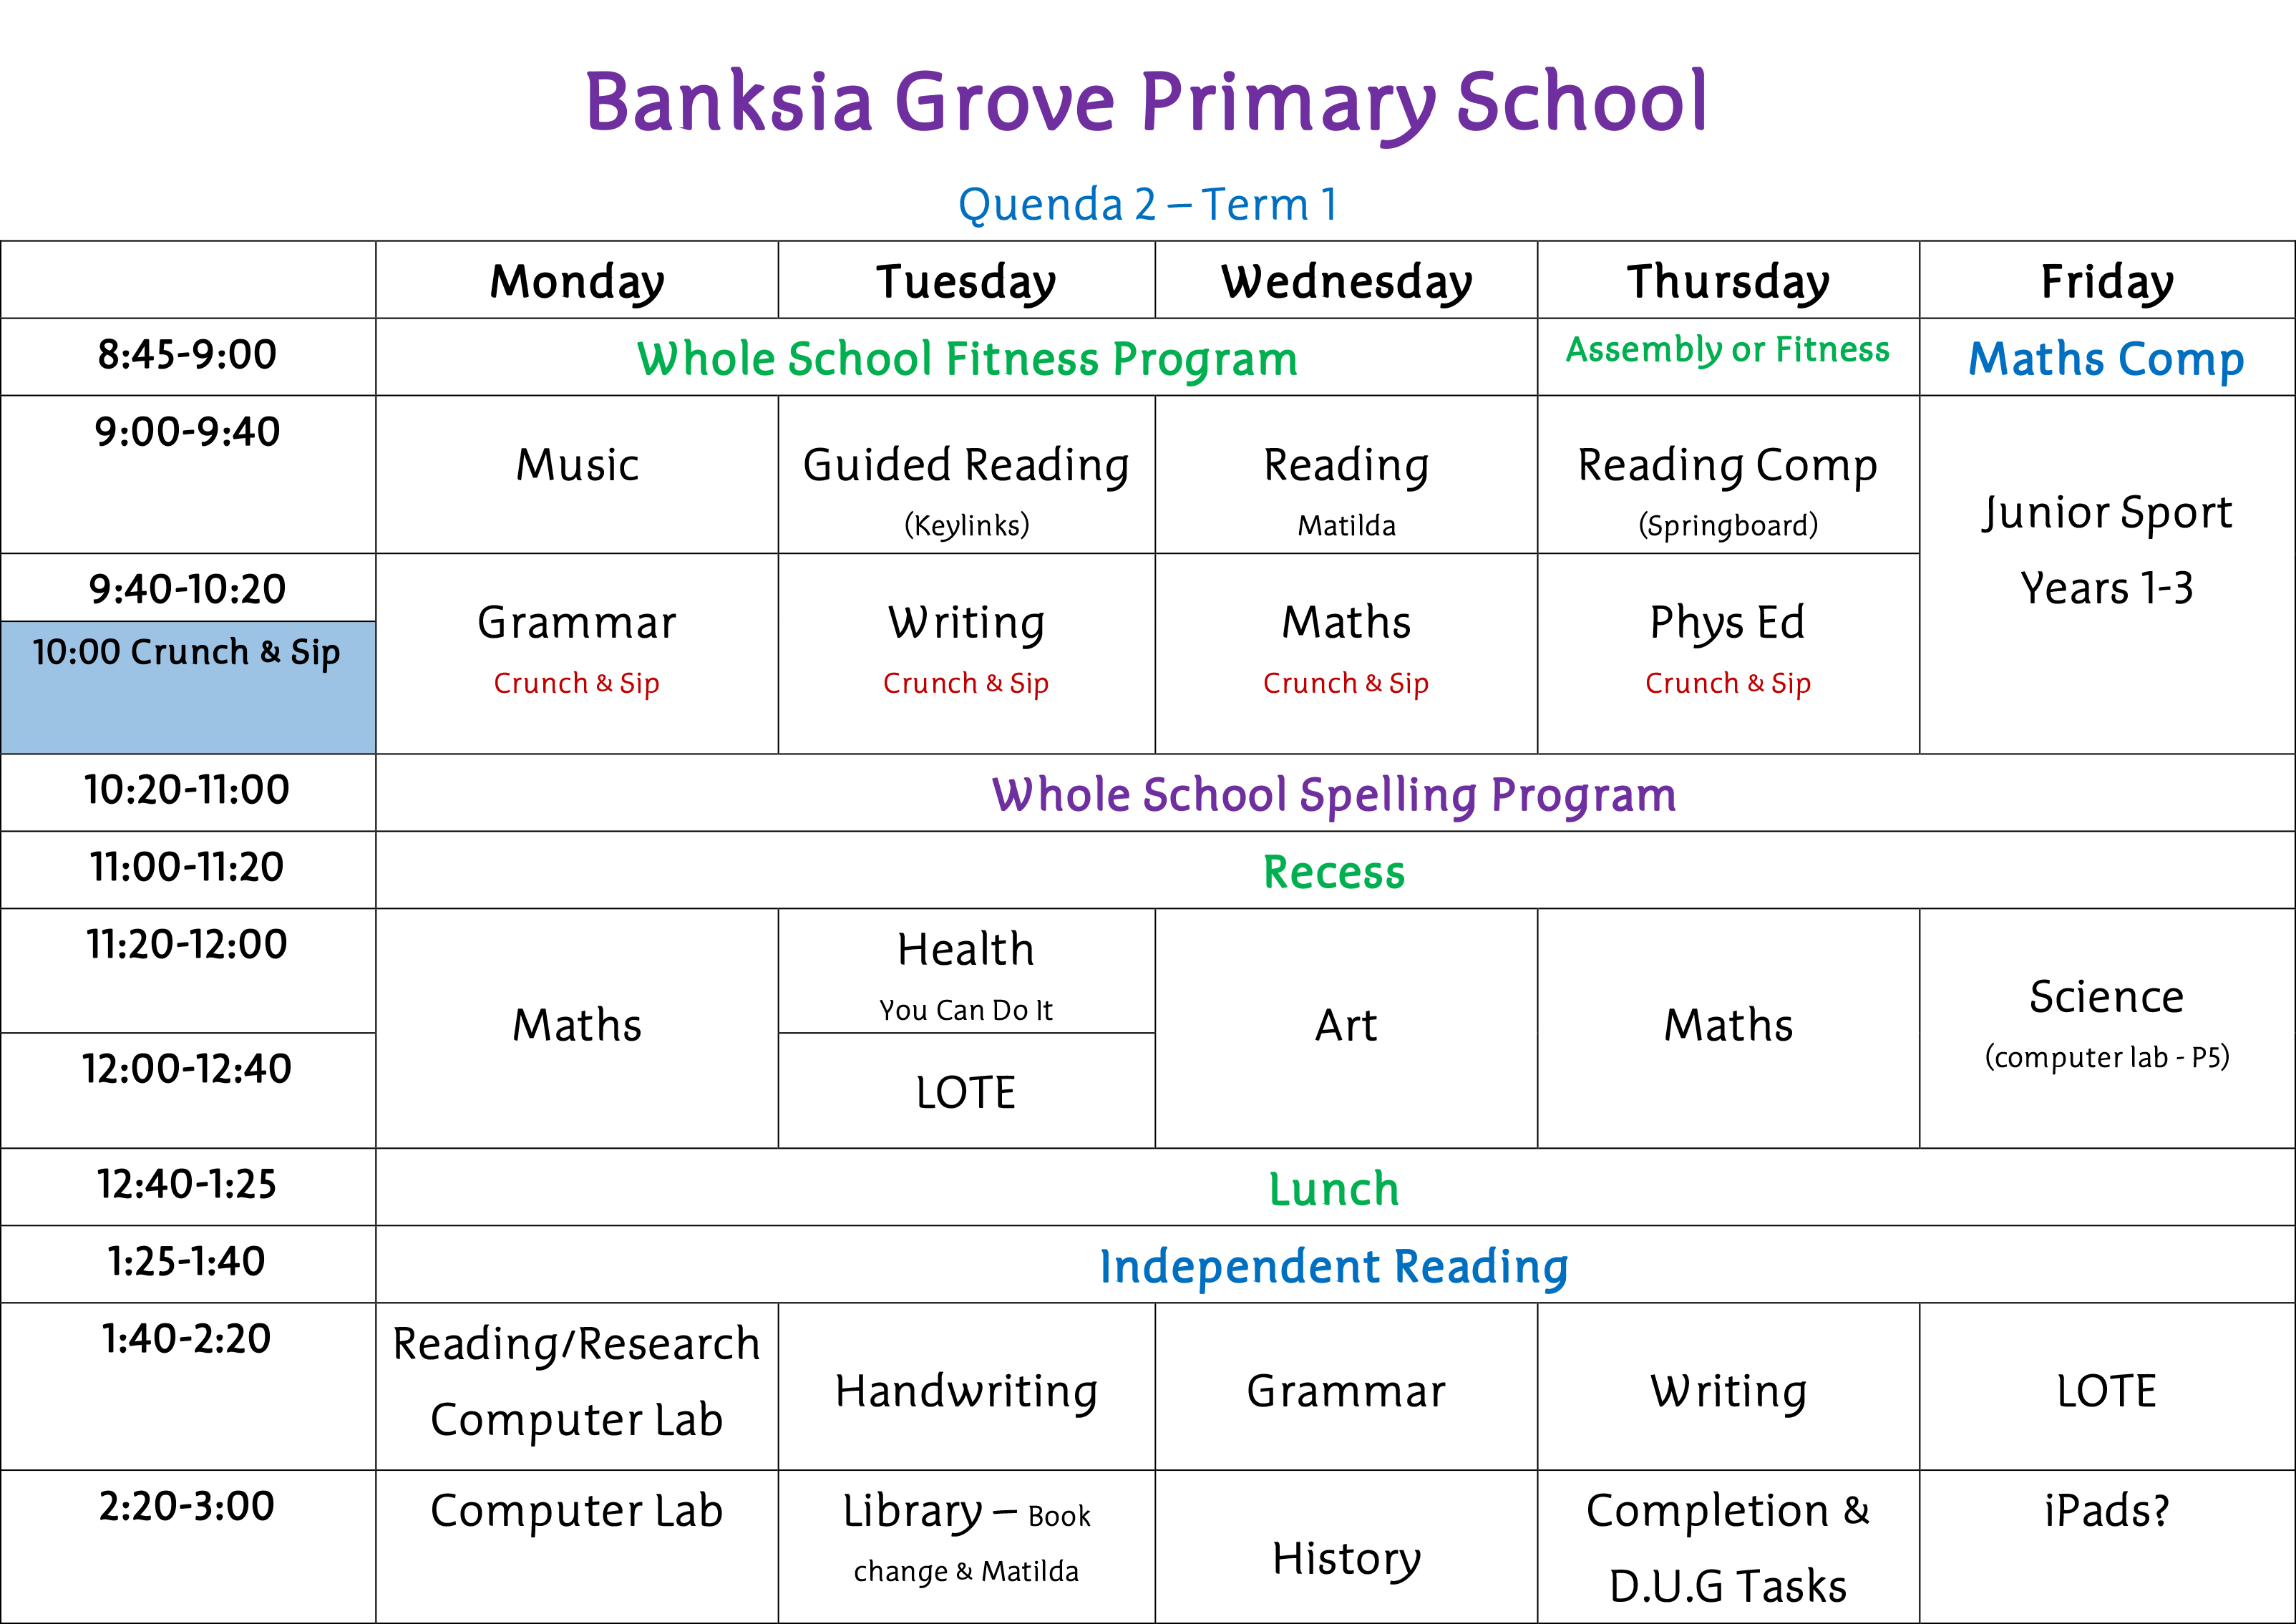 Banksia Grove Primary School
Quenda 2 – Term 1
Monday Tuesday Wednesday Thursday Friday
8:45-9:00 Whole School Fitness Program Assembly or Fitness Maths Comp
9:00-9:40
Music Guided Reading Reading Reading Comp
(Keylinks) Matilda (Springboard)
Junior Sport
Years 1-3
9:40-10:20
Grammar Writing Maths Phys Ed
10:00 Crunch & Sip
Crunch & Sip Crunch & Sip Crunch & Sip Crunch & Sip
10:20-11:00 Whole School Spelling Program
11:00-11:20 Recess
11:20-12:00
Health
You Can Do It
Maths Art Maths
Science
(computer lab - P5)
12:00-12:40
LOTE
12:40-1:25 Lunch
1:25-1:40 Independent Reading
1:40-2:20 Reading/Research
Computer Lab
Handwriting Grammar Writing LOTE
2:20-3:00 Computer Lab
Library – Book
change & Matilda
History
Completion &
D.U.G Tasks
iPads?